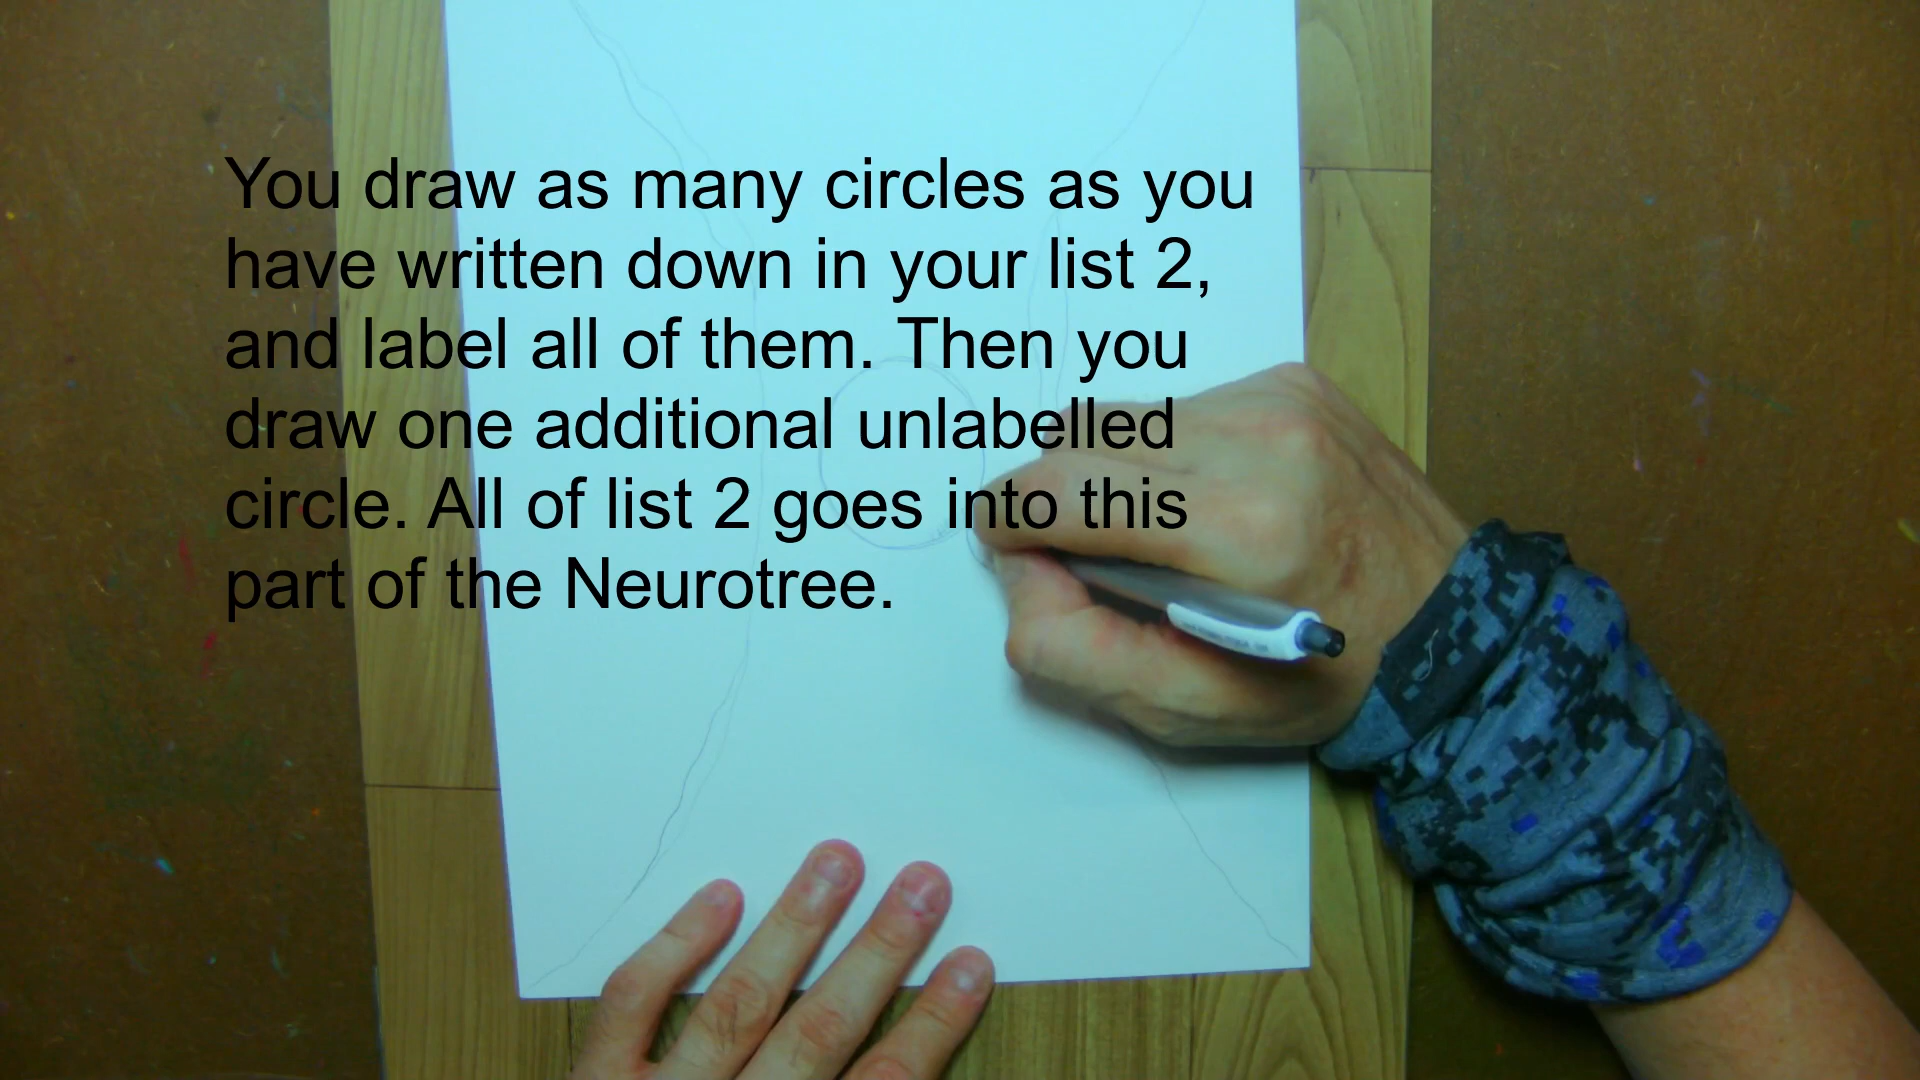 You draw as many circles as you
have written down in your list 2,
and label all of them. Then you
draw one additional unlabelled
circle. All of list 2 goes into this
part of the Neurotree.